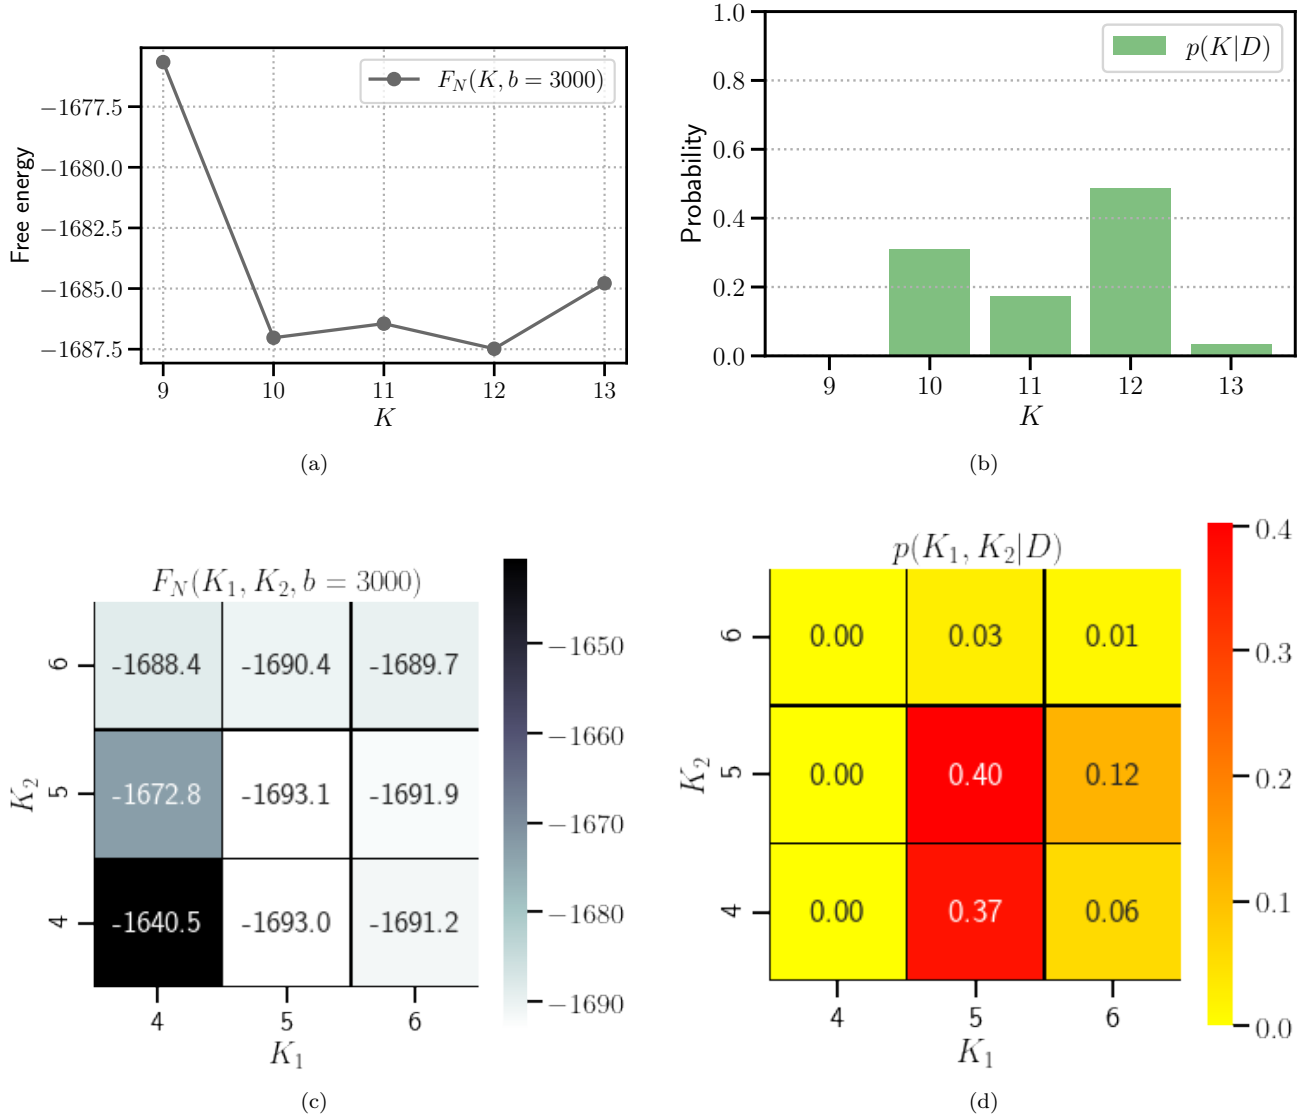 Free energy
−1677.5
−1680.0
−1682.5
−1685.0
−1687.5
9 10 11 12 13
K
F_N(K, b = 3000)
(a)
Probability
1.0
0.8
0.6
0.4
0.2
0.0
9 10 11 12 13
K
p(K|D)
(b)
F_N(K_1, K_2, b = 3000)
K_2
6 -1688.4 -1690.4 -1689.7
5 -1672.8 -1693.1 -1691.9
4 -1640.5 -1693.0 -1691.2
4 5 6
K_1
−1650
−1660
−1670
−1680
−1690
(c)
p(K_1, K_2|D)
K_2
6 0.00 0.03 0.01
5 0.00 0.40 0.12
4 0.00 0.37 0.06
4 5 6
K_1
0.4
0.3
0.2
0.1
0.0
(d)